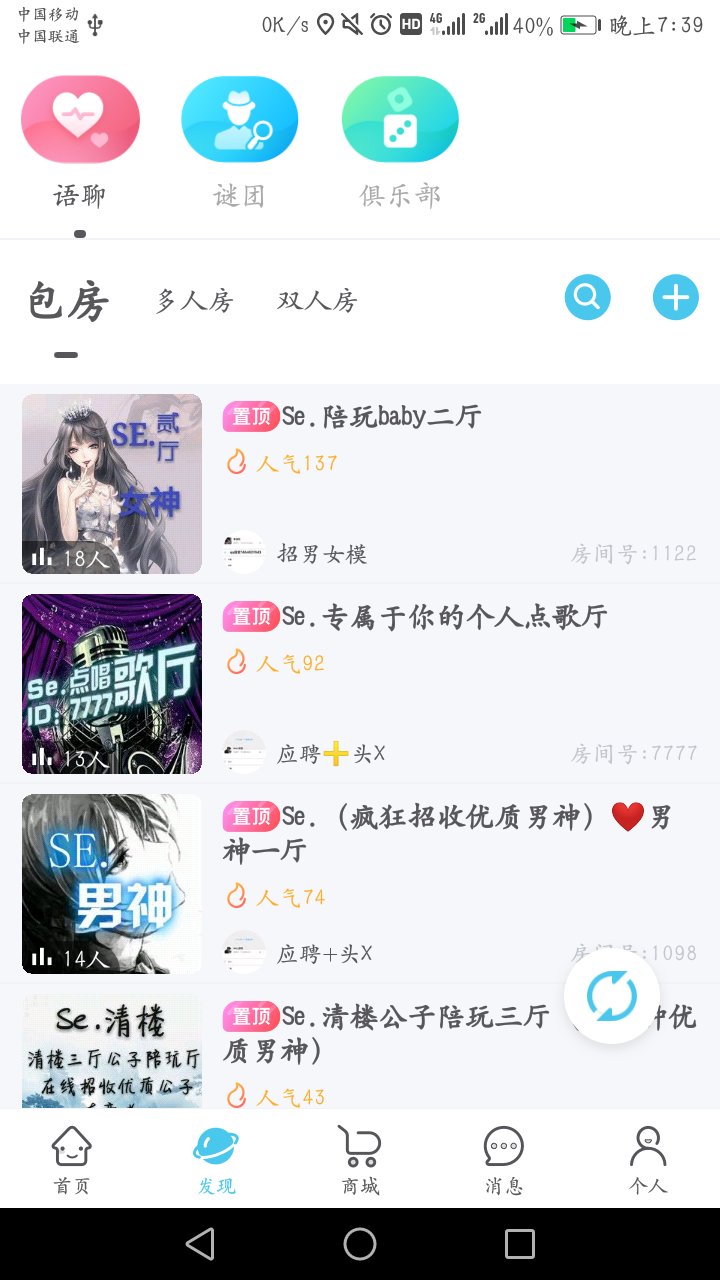 中国移动
中国联通
0K/s HD 4G 2G 40% 晚上7:39
语聊 谜团 俱乐部
包房 多人房 双人房
SE.贰厅
女神
18人
置顶Se.陪玩baby二厅
人气137
招男女模 房间号:1122
Se.点唱歌厅
ID:7777
13人
置顶Se.专属于你的个人点歌厅
人气92
应聘➕头X 房间号:7777
SE.
男神
14人
置顶Se.（疯狂招收优质男神）❤男
神一厅
人气74
应聘+头X 房间号:1098
Se.清楼
清楼三厅公子陪玩厅
在线招收优质公子
置顶Se.清楼公子陪玩三厅 优
质男神）
人气43
首页 发现 商城 消息 个人